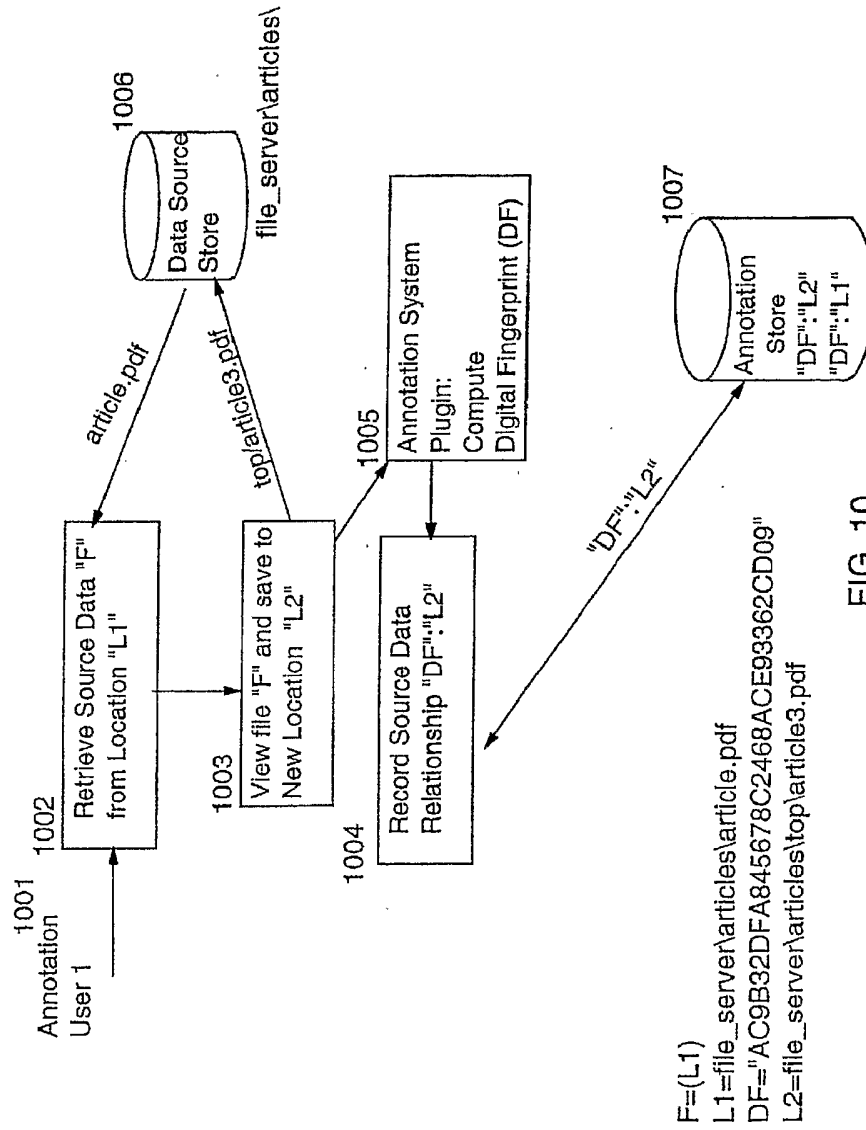 1001
Annotation
User 1
1002
Retrieve Source Data "F"
from Location "L1"
article.pdf
1006
Data Source
Store
file_server\articles\
1003
View file "F" and save to
New Location "L2"
top/article3.pdf
1004
Record Source Data
Relationship "DF":"L2"
1005
Annotation System
Plugin:
Compute
Digital Fingerprint (DF)
"DF":"L2"
1007
Annotation
Store
"DF":"L2"
"DF":"L1"
F=(L1)
L1=file_server\articles\article.pdf
DF="AC9B32DFA845678C2468ACE93362CD09"
L2=file_server\articles\top\article3.pdf
FIG. 10